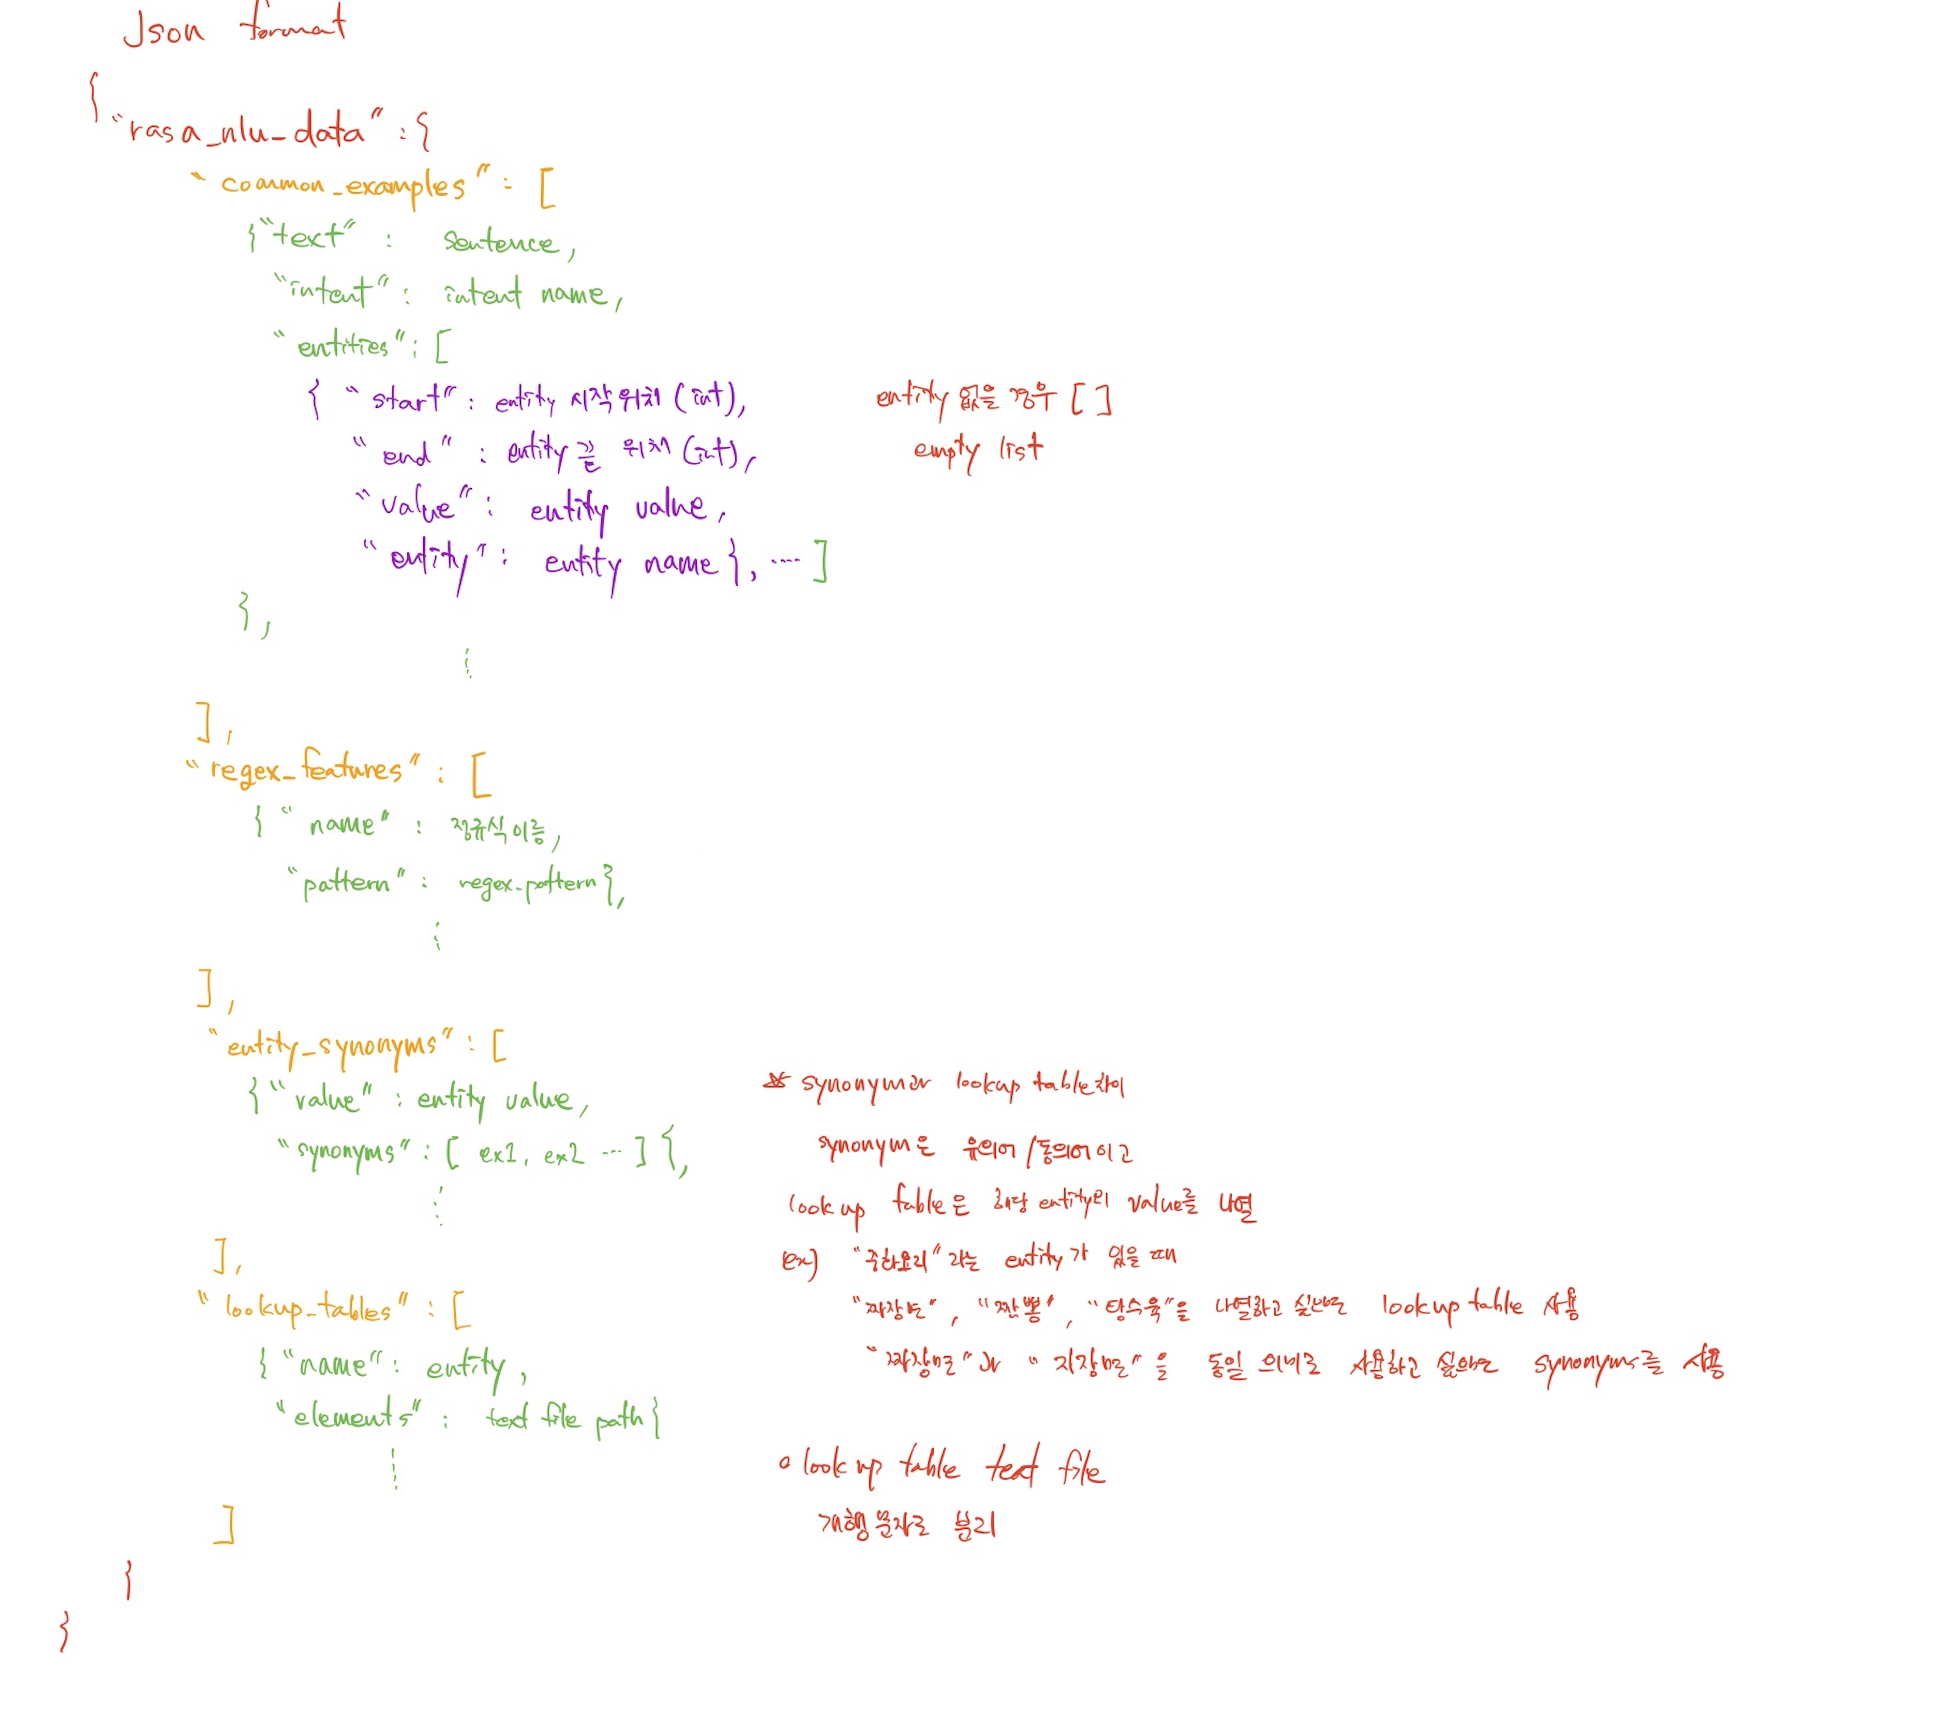 Json format
{
"rasa_nlu_data" : {
"common_examples" : [
{"text" : sentence,
"intent" : intent name,
"entities" : [
{ "start" : entity 시작위치 (int),
entity 없을 경우 [ ]
"end" : entity 끝 위치 (int),
empty list
"value" : entity value,
"entity" : entity name }, ···· ]
},
⋮
],
"regex_features" : [
{ "name" : 정규식 이름,
"pattern" : regex_pattern },
⋮
],
"entity_synonyms" : [
{"value" : entity value,
※ synonym과 lookup table차이
"synonyms" : [ ex1, ex2 ··· ] },
synonym은 유의어/동의어 이고
⋮
lookup table은 해당 entity의 value를 나열
],
ex) "중화요리"라는 entity가 있을 때
"lookup_tables" : [
"짜장면", "짬뽕", "탕수육"을 나열하고 싶으면 lookup table 사용
{ "name" : entity ,
"짜장면"과 "자장면"을 동일 의미로 사용하고 싶으면 synonyms를 사용
"elements" : text file path }
⋮
o lookup table text file
]
개행문자로 분리
}
}